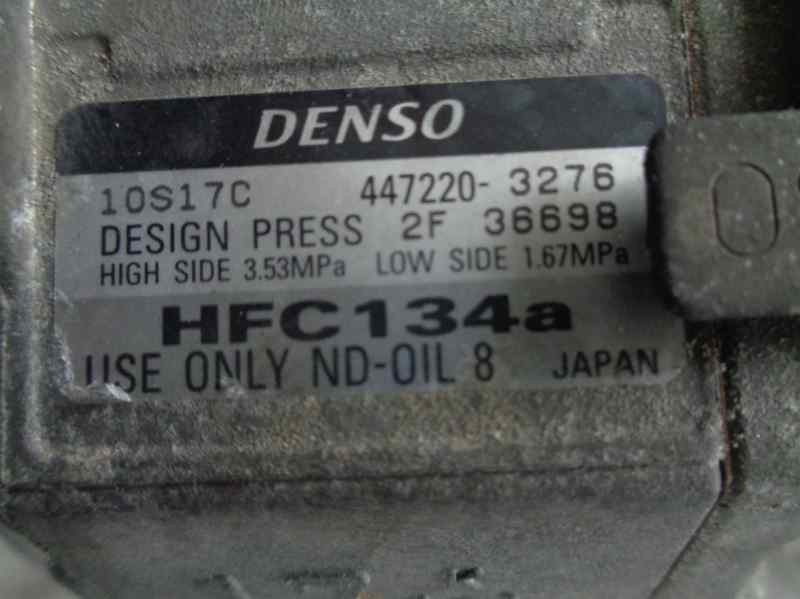 DENSO
10S17C 447220-3276
DESIGN PRESS 2F 36698
HIGH SIDE 3.53MPa LOW SIDE 1.67MPa
HFC134a
USE ONLY ND-OIL 8 JAPAN